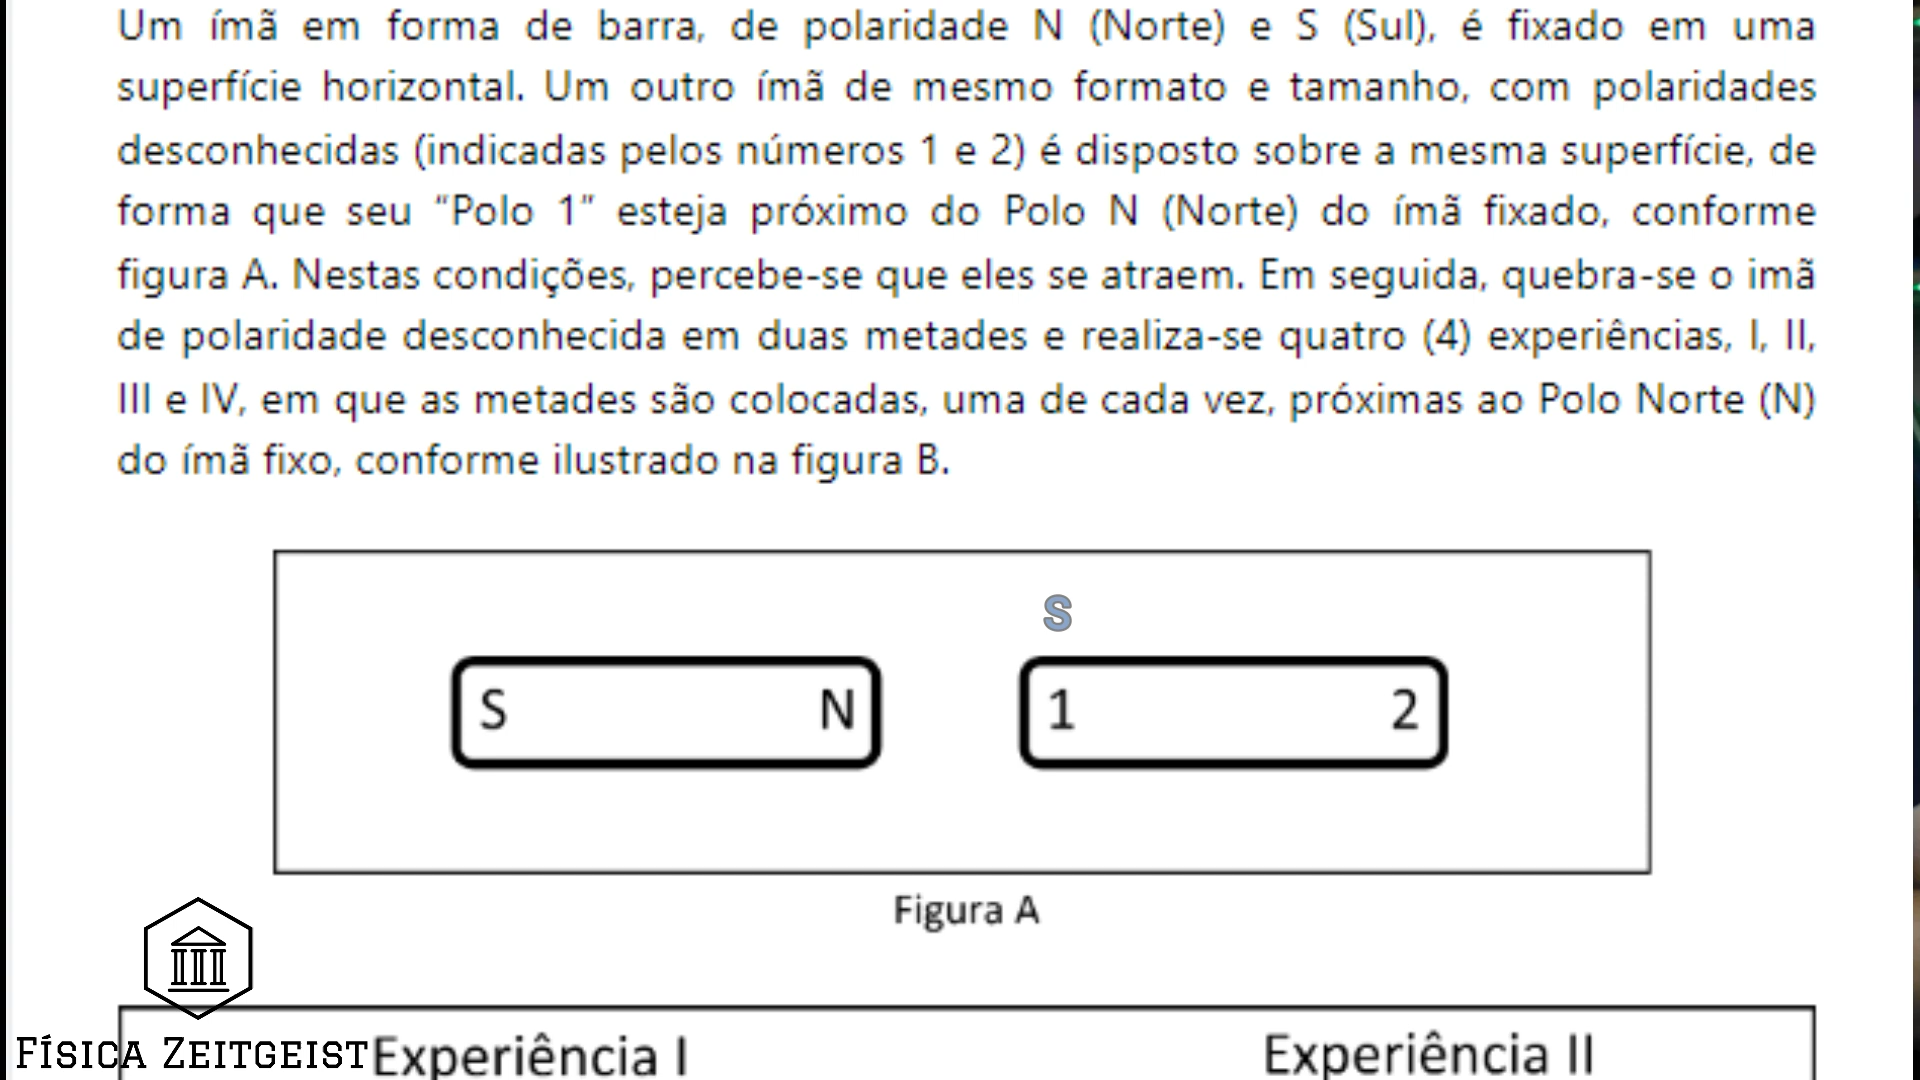 Um ímã em forma de barra, de polaridade N (Norte) e S (Sul), é fixado em uma
superfície horizontal. Um outro ímã de mesmo formato e tamanho, com polaridades
desconhecidas (indicadas pelos números 1 e 2) é disposto sobre a mesma superfície, de
forma que seu “Polo 1” esteja próximo do Polo N (Norte) do ímã fixado, conforme
figura A. Nestas condições, percebe-se que eles se atraem. Em seguida, quebra-se o imã
de polaridade desconhecida em duas metades e realiza-se quatro (4) experiências, I, II,
III e IV, em que as metades são colocadas, uma de cada vez, próximas ao Polo Norte (N)
do ímã fixo, conforme ilustrado na figura B.
S
S N 1 2
Figura A
Física Zeitgeist
Experiência I Experiência II